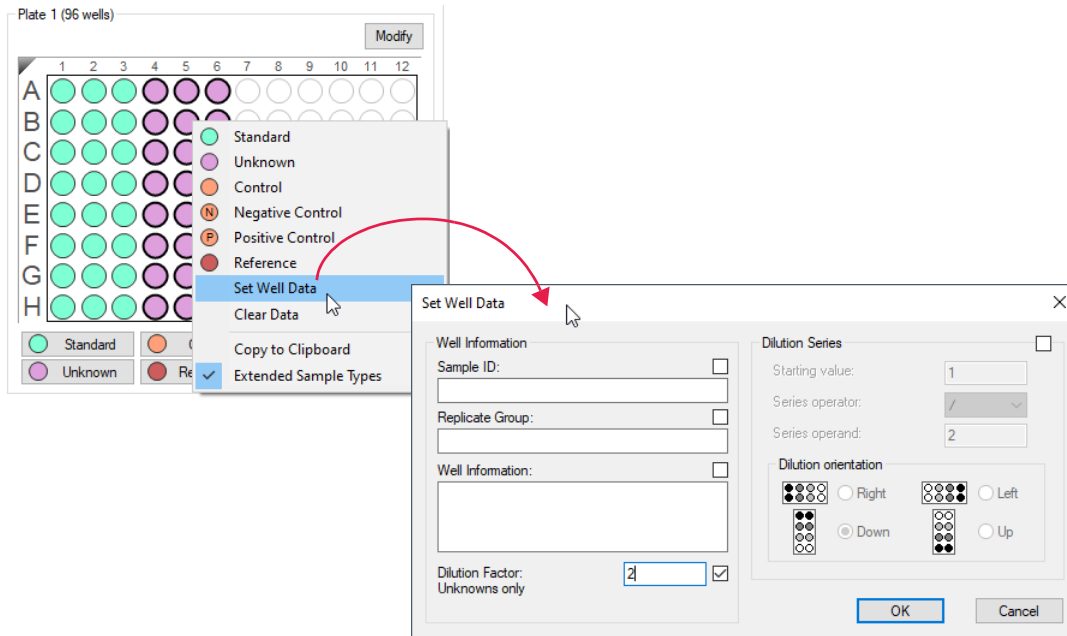 Plate 1 (96 wells)
Modify
1 2 3 4 5 6 7 8 9 10 11 12
A
B
C
D
E
F
G
H
Standard
Unknown
Control
N Negative Control
P Positive Control
Reference
Set Well Data
Clear Data
Copy to Clipboard
Extended Sample Types
Standard
Unknown
Set Well Data
Well Information
Sample ID:
Replicate Group:
Well Information:
Dilution Factor:
2
Unknowns only
Dilution Series
Starting value:
1
Series operator:
/
Series operand:
2
Dilution orientation
Right
Left
Down
Up
OK
Cancel